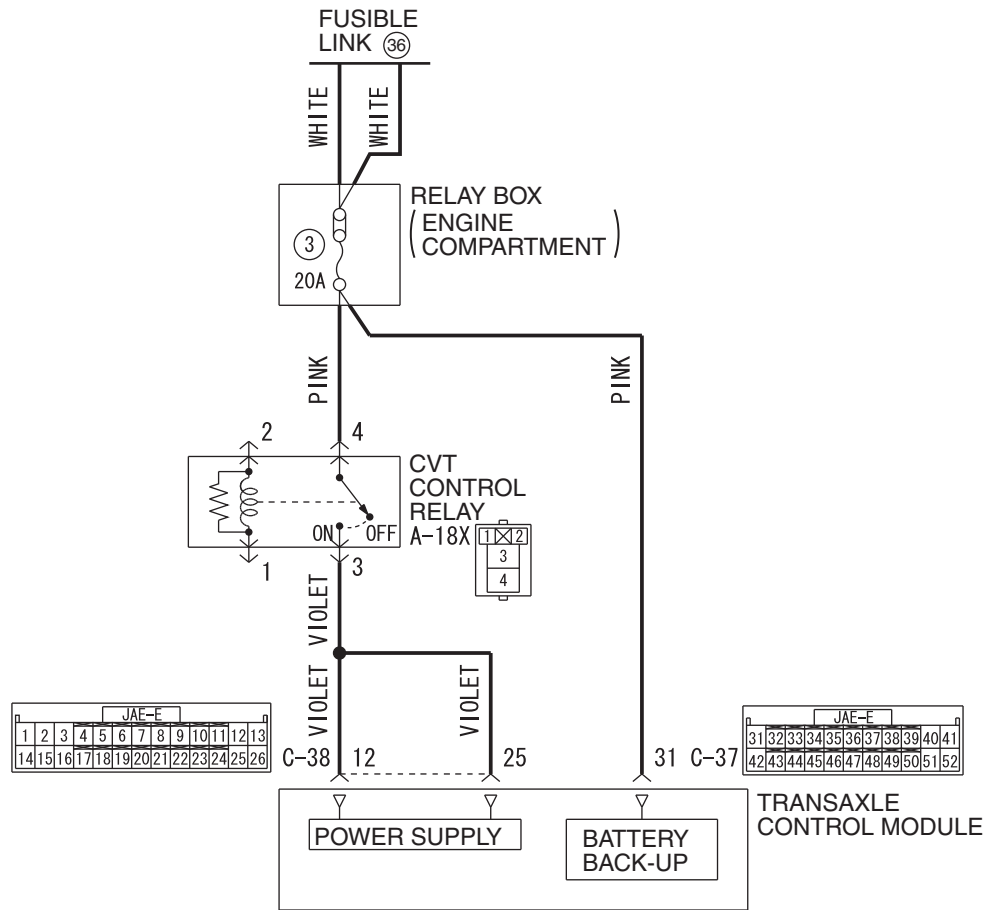 FUSIBLE
LINK 36
WHITE
WHITE
RELAY BOX
( ENGINE
COMPARTMENT )
3
20A
PINK
PINK
2
4
CVT
CONTROL
RELAY
A-18X
ON
OFF
1
3
1 2
3
4
VIOLET
VIOLET
VIOLET
JAE-E
1 2 3 4 5 6 7 8 9 10 11 12 13
14 15 16 17 18 19 20 21 22 23 24 25 26
C-38
12
25
31
C-37
JAE-E
31 32 33 34 35 36 37 38 39 40 41
42 43 44 45 46 47 48 49 50 51 52
POWER SUPPLY
BATTERY
BACK-UP
TRANSAXLE
CONTROL MODULE